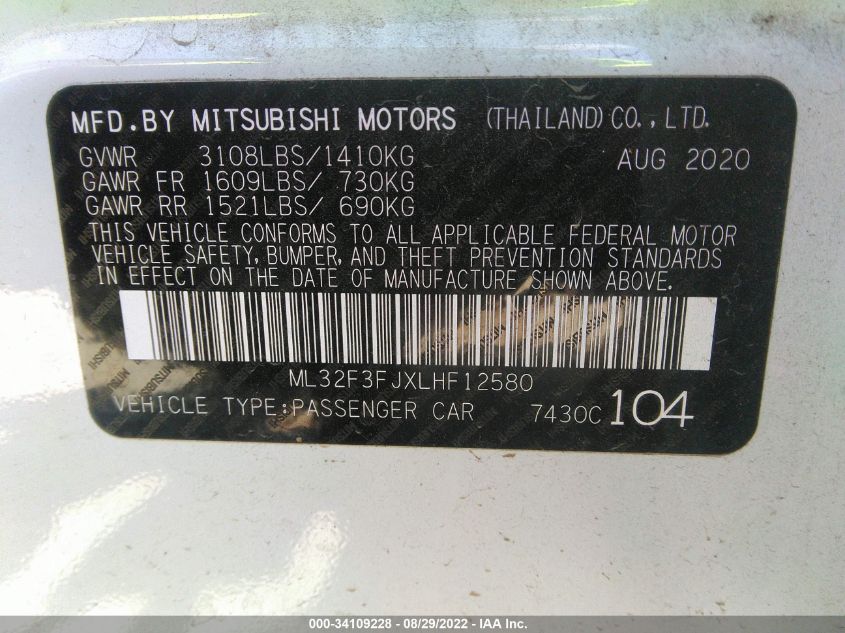 MFD.BY MITSUBISHI MOTORS (THAILAND) CO., LTD.
GVWR 3108LBS/1410KG AUG 2020
GAWR FR 1609LBS/ 730KG
GAWR RR 1521LBS/ 690KG
THIS VEHICLE CONFORMS TO ALL APPLICABLE FEDERAL MOTOR
VEHICLE SAFETY, BUMPER, AND THEFT PREVENTION STANDARDS
IN EFFECT ON THE DATE OF MANUFACTURE SHOWN ABOVE.
ML32F3FJXLHF12580
VEHICLE TYPE:PASSENGER CAR 7430C 104
000-34109228 - 08/29/2022 - IAA Inc.